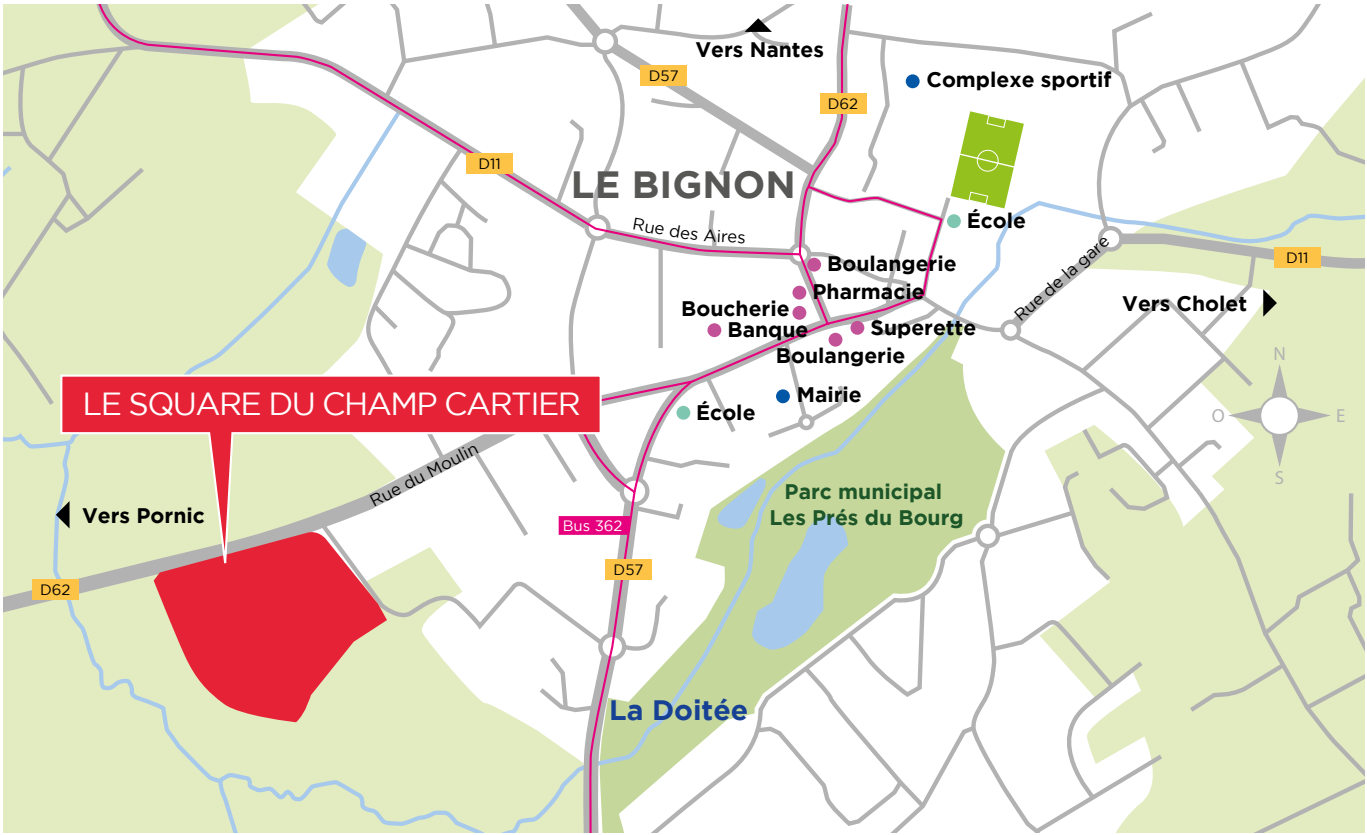 Vers Nantes
D57
Complexe sportif
D62
D11
LE BIGNON
École
Rue des Aires
Rue de la gare
D11
Boulangerie
Pharmacie
Boucherie
Banque
Superette
Boulangerie
Vers Cholet
N
O
E
S
LE SQUARE DU CHAMP CARTIER
Mairie
École
Rue du Moulin
Vers Pornic
Parc municipal
Les Prés du Bourg
Bus 362
D57
D62
La Doitée